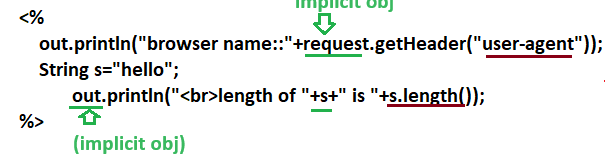 implicit obj
<%
out.println("browser name::"+request.getHeader("user-agent"));
String s="hello";
out.println("<br>length of "+s+" is "+s.length());
%>
(implicit obj)